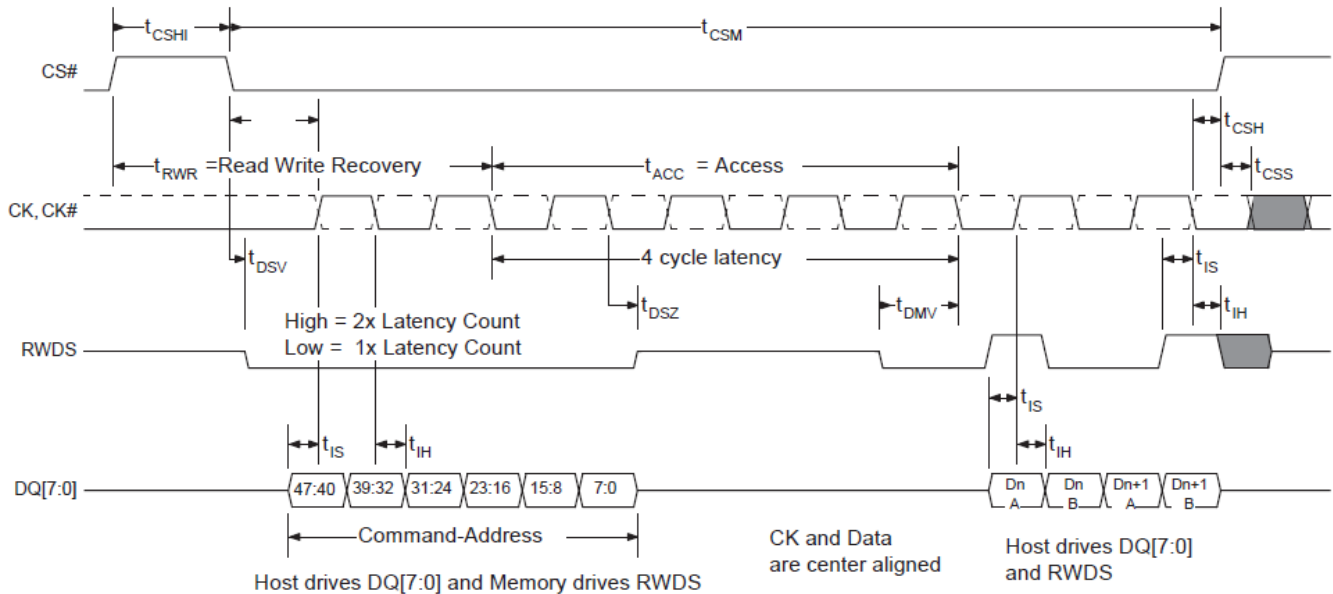 tCSHI
tCSM
CS#
tCSH
tRWR =Read Write Recovery
tACC = Access
tCSS
CK, CK#
tDSV
4 cycle latency
tIS
tDSZ
tDMV
tIH
High = 2x Latency Count
Low = 1x Latency Count
RWDS
tIS
tIS
tIH
tIH
DQ[7:0]
47:40 39:32 31:24 23:16 15:8 7:0
Dn Dn Dn+1 Dn+1
A B A B
Command-Address
CK and Data
are center aligned
Host drives DQ[7:0]
and RWDS
Host drives DQ[7:0] and Memory drives RWDS